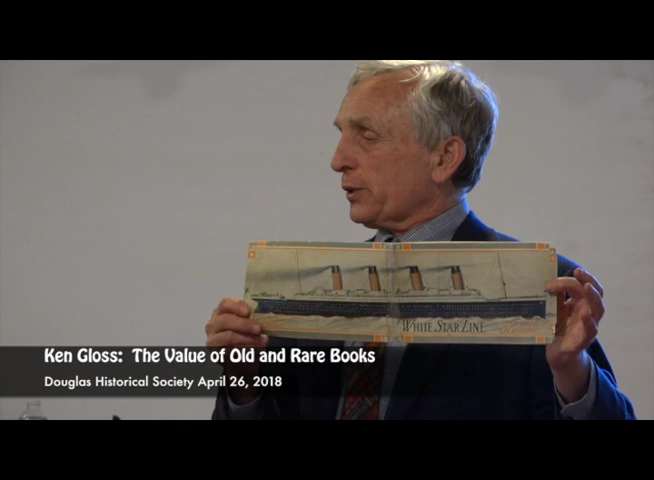 WHITE STAR LINE
Ken Gloss: The Value of Old and Rare Books
Douglas Historical Society April 26, 2018